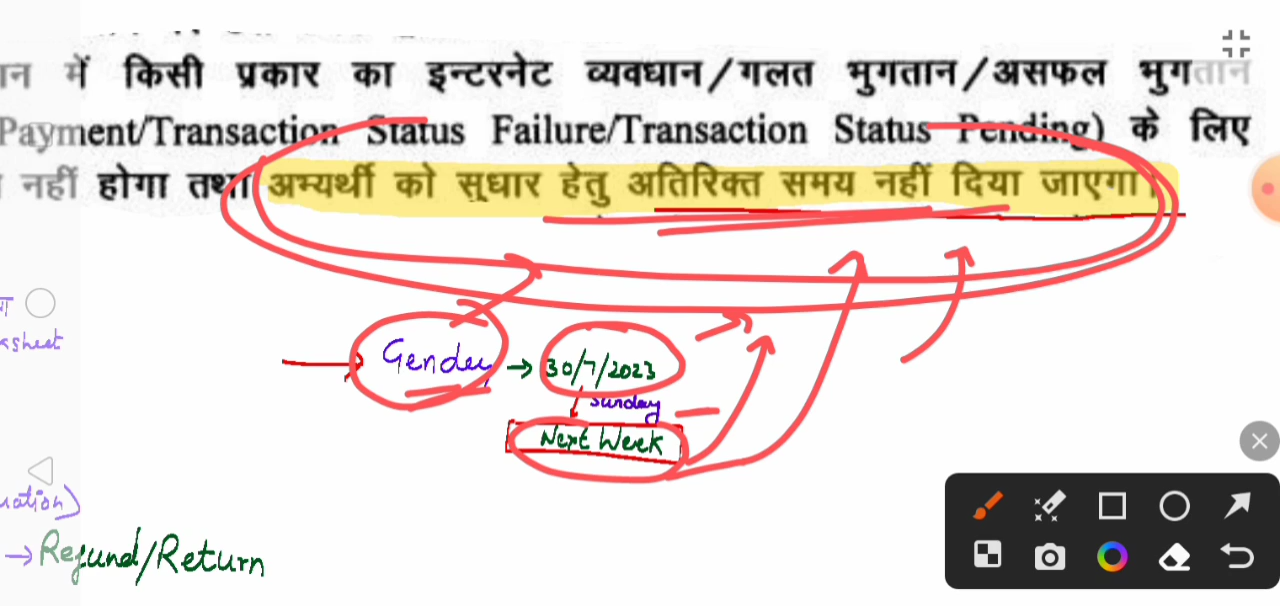 में किसी प्रकार का इन्टरनेट व्यवधान/गलत भुगतान/असफल भुगतान
Payment/Transaction Status Failure/Transaction Status Pending) के लिए
नहीं होगा तथा अभ्यर्थी को सुधार हेतु अतिरिक्त समय नहीं दिया जाएगा।
Gender → 30/7/2023
Sunday
Next Week
→ Refund/Return